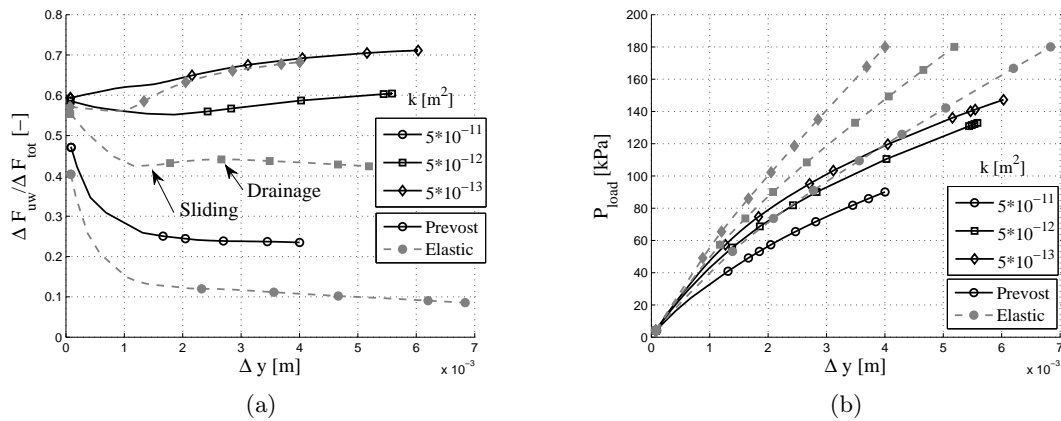 0.8
0.7
0.6
0.5
0.4
0.3
0.2
0.1
0
Δ F_uw/Δ F_tot [−]
0 1 2 3 4 5 6 7
Δ y [m]
x 10⁻³
k [m²]
5*10⁻¹¹
5*10⁻¹²
5*10⁻¹³
Prevost
Elastic
Sliding
Drainage
(a)
200
180
160
140
120
100
80
60
40
20
0
P_load [kPa]
0 1 2 3 4 5 6 7
Δ y [m]
x 10⁻³
k [m²]
5*10⁻¹¹
5*10⁻¹²
5*10⁻¹³
Prevost
Elastic
(b)